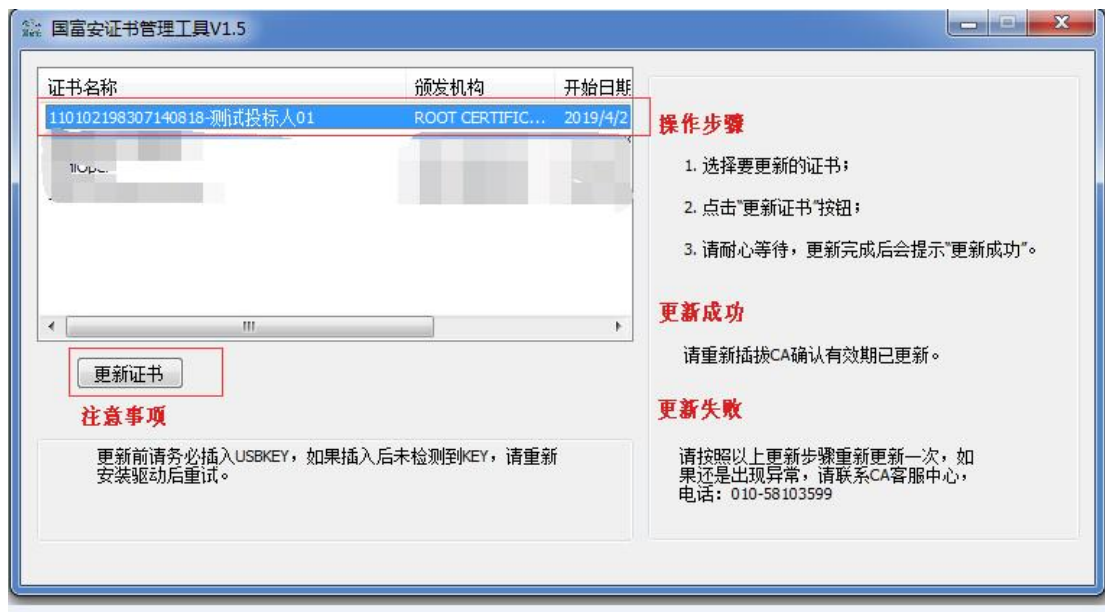 国富安证书管理工具V1.5
证书名称 颁发机构 开始日期
110102198307140818-测试投标人01 ROOT CERTIFIC... 2019/4/2
操作步骤
1. 选择要更新的证书；
2. 点击"更新证书"按钮；
3. 请耐心等待，更新完成后会提示"更新成功"。
更新成功
请重新插拔CA确认有效期已更新。
更新证书
注意事项
更新前请务必插入USBKEY，如果插入后未检测到KEY，请重新
安装驱动后重试。
更新失败
请按照以上更新步骤重新更新一次，如
果还是出现异常，请联系CA客服中心，
电话：010-58103599